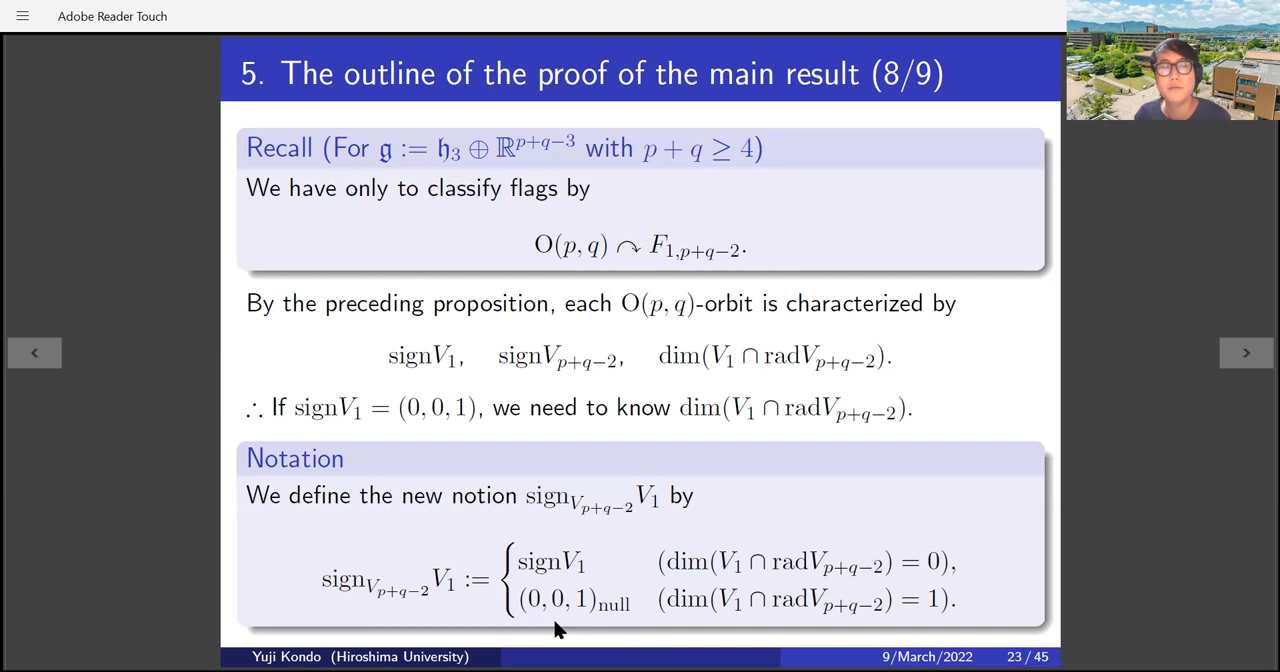 Adobe Reader Touch
5. The outline of the proof of the main result (8/9)
Recall (For 𝔤 := 𝔥₃ ⊕ ℝ^{p+q−3} with p + q ≥ 4)
We have only to classify flags by
O(p, q) ↷ F_{1,p+q−2}.
By the preceding proposition, each O(p, q)-orbit is characterized by
signV₁, signV_{p+q−2}, dim(V₁ ∩ radV_{p+q−2}).
∴ If signV₁ = (0, 0, 1), we need to know dim(V₁ ∩ radV_{p+q−2}).
Notation
We define the new notion sign_{V_{p+q−2}}V₁ by
sign_{V_{p+q−2}}V₁ := { signV₁ (dim(V₁ ∩ radV_{p+q−2}) = 0),
(0, 0, 1)_{null} (dim(V₁ ∩ radV_{p+q−2}) = 1).
Yuji Kondo (Hiroshima University) 9/March/2022 23 / 45